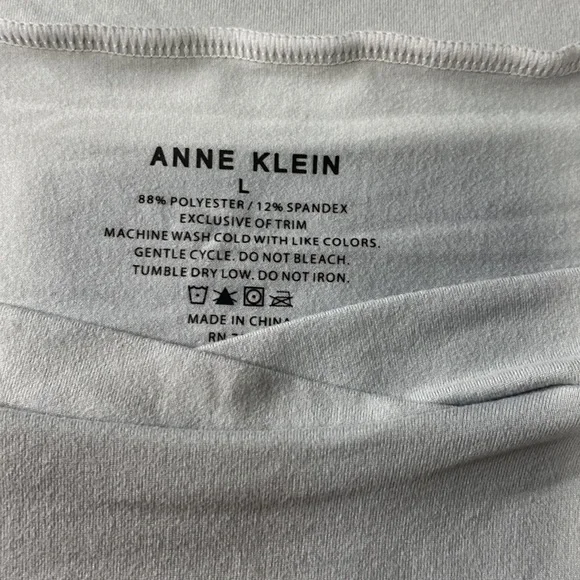 ANNE KLEIN
L
88% POLYESTER / 12% SPANDEX
EXCLUSIVE OF TRIM
MACHINE WASH COLD WITH LIKE COLORS.
GENTLE CYCLE. DO NOT BLEACH.
TUMBLE DRY LOW. DO NOT IRON.
MADE IN CHINA
RN